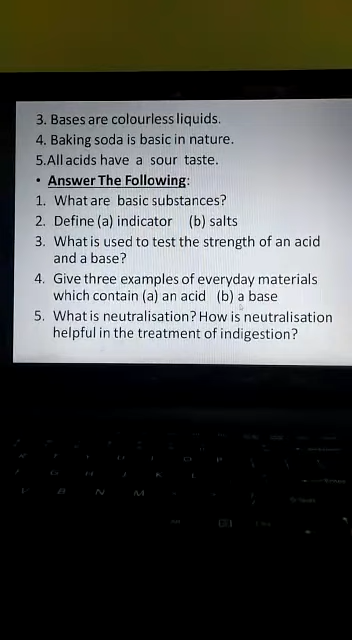 3. Bases are colourless liquids.
4. Baking soda is basic in nature.
5.All acids have a sour taste.
• Answer The Following:
1. What are basic substances?
2. Define (a) indicator (b) salts
3. What is used to test the strength of an acid
and a base?
4. Give three examples of everyday materials
which contain (a) an acid (b) a base
5. What is neutralisation? How is neutralisation
helpful in the treatment of indigestion?
V B N M